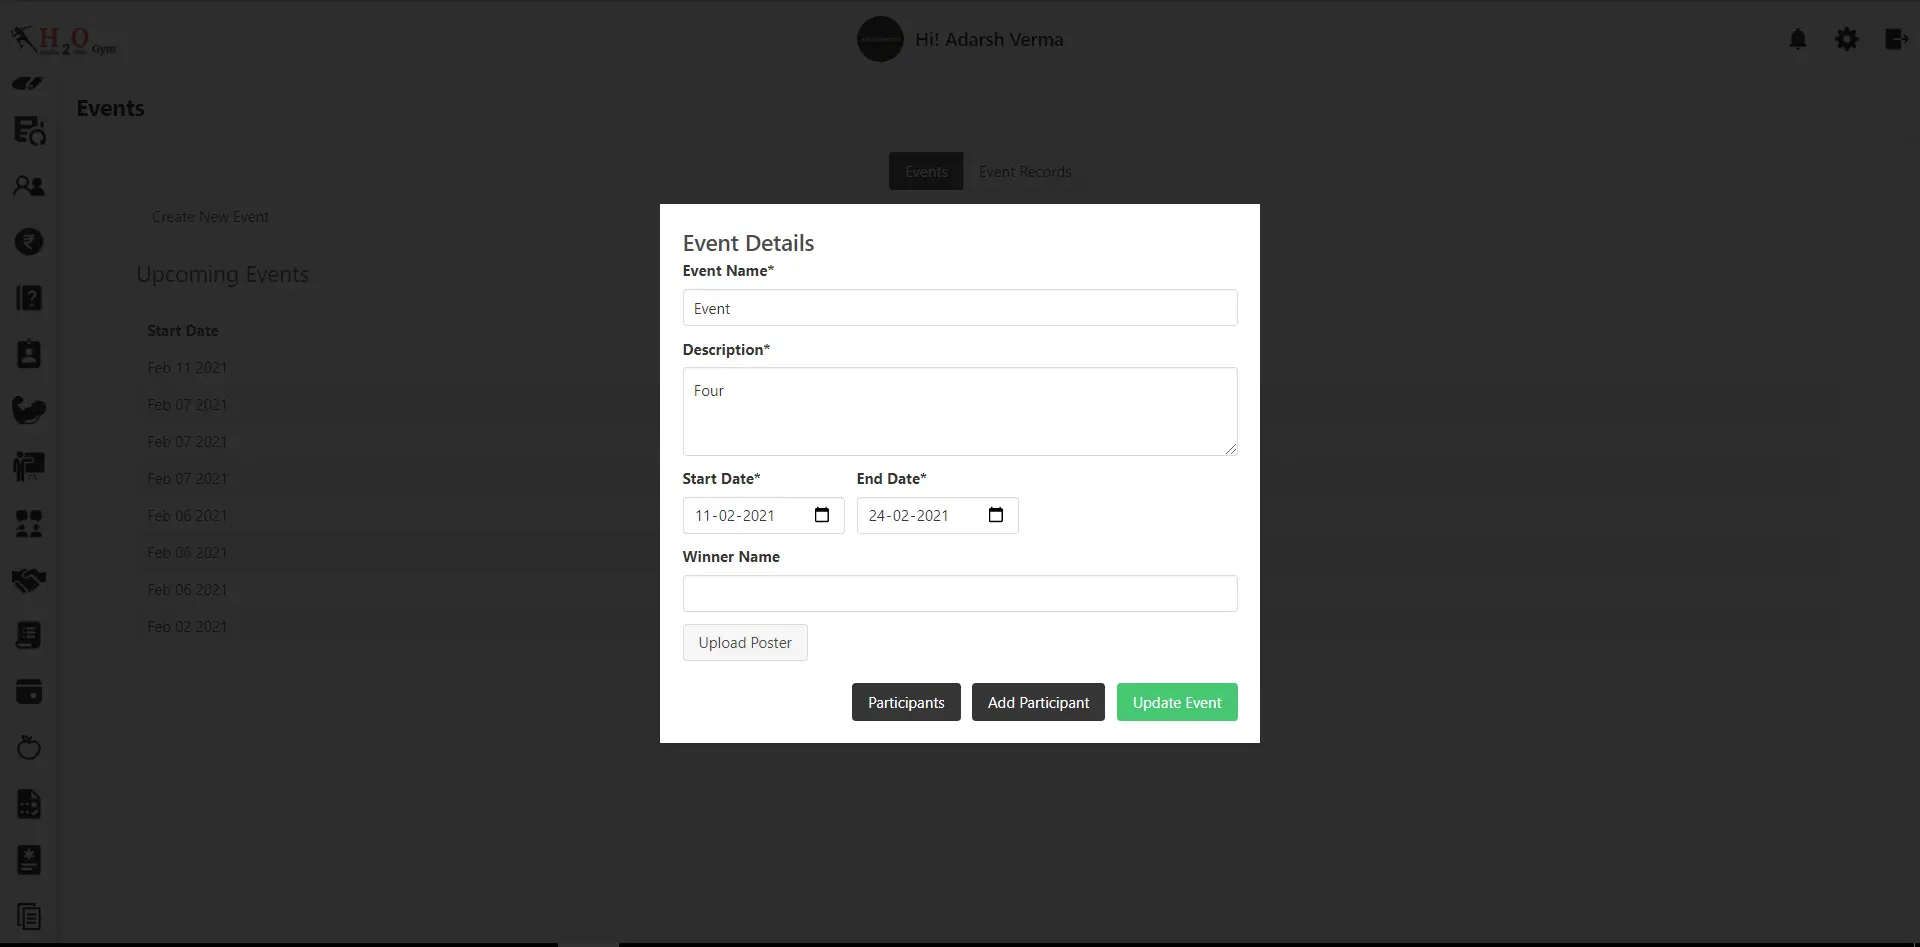 H2O Gym
Hi! Adarsh Verma
Events
Events Event Records
Create New Event
Upcoming Events
Start Date
Feb 11 2021
Feb 07 2021
Feb 07 2021
Feb 07 2021
Feb 06 2021
Feb 06 2021
Feb 06 2021
Feb 02 2021
Event Details
Event Name*
Event
Description*
Four
Start Date* End Date*
11-02-2021 24-02-2021
Winner Name
Upload Poster
Participants Add Participant Update Event